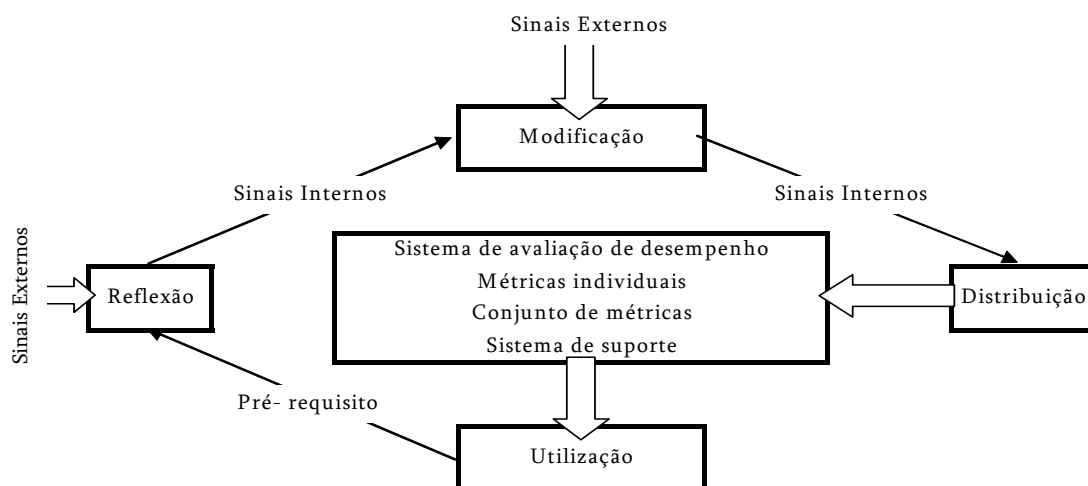 Sinais Externos
Modificação
Sinais Internos
Sinais Internos
Sistema de avaliação de desempenho
Métricas individuais
Conjunto de métricas
Sistema de suporte
Sinais Externos
Reflexão
Distribuição
Pré- requisito
Utilização